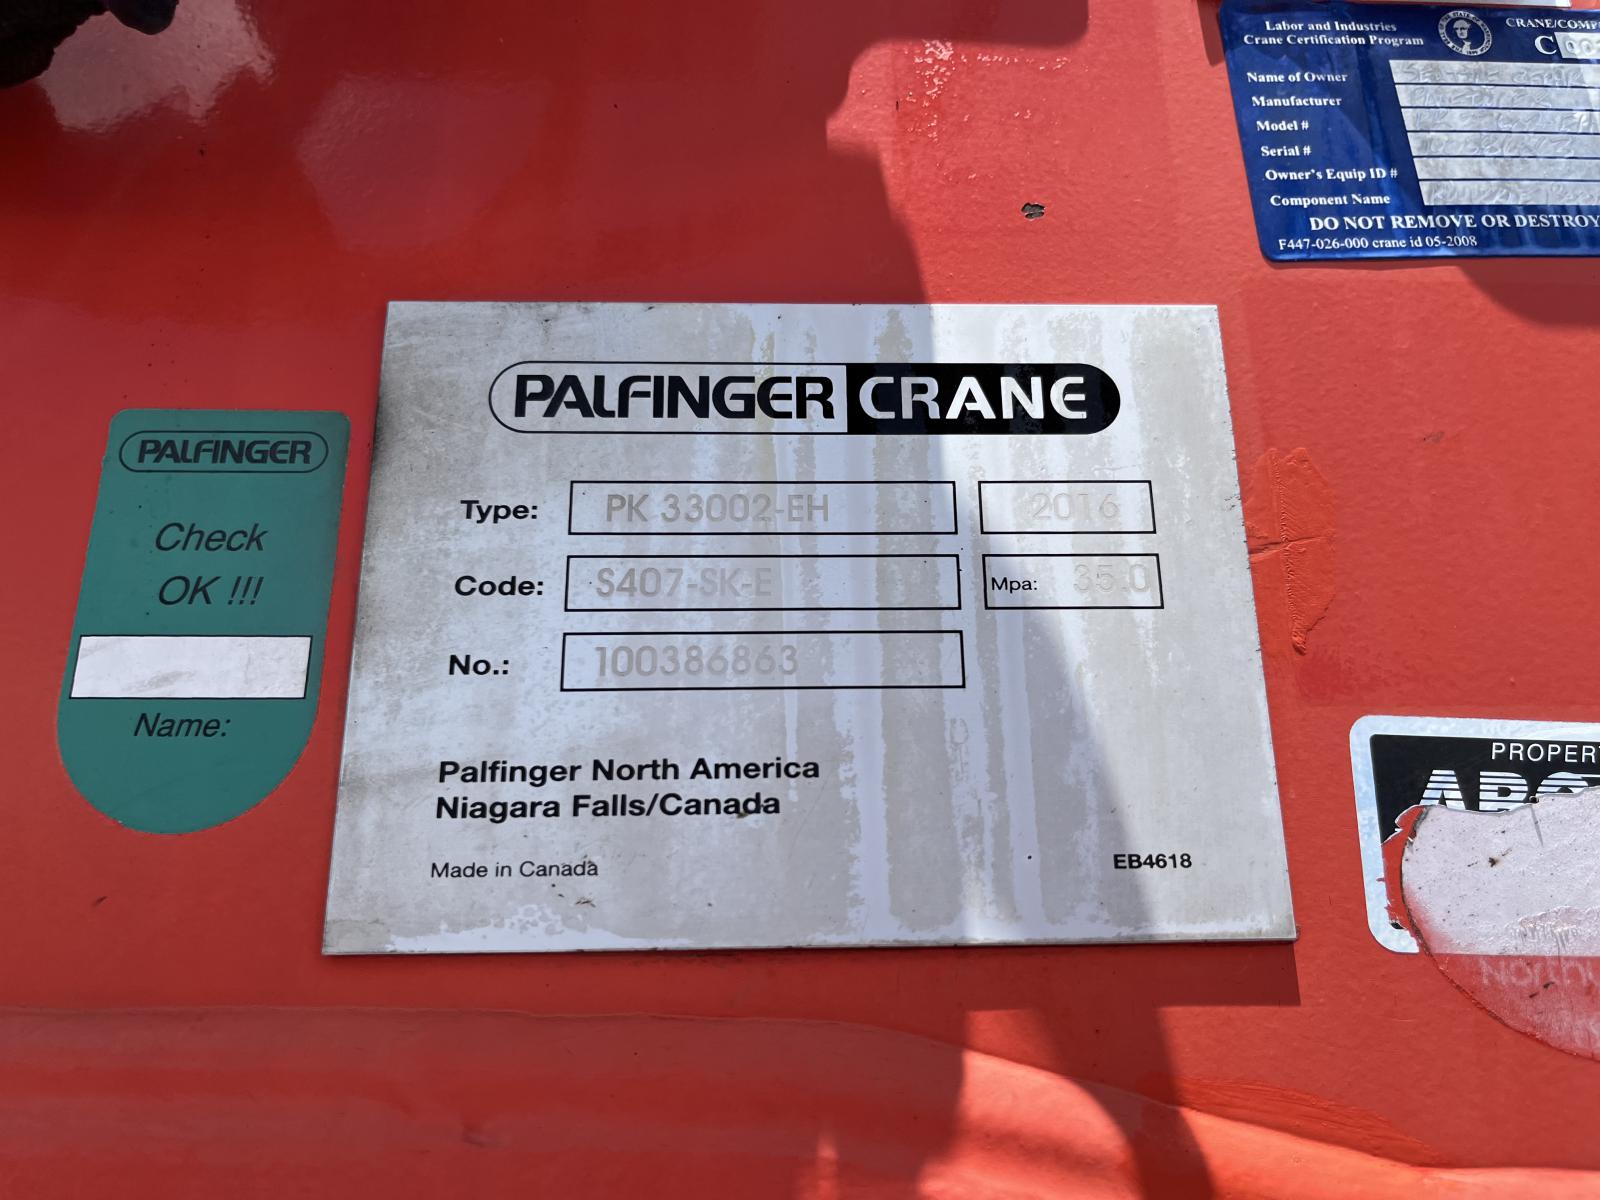 Labor and Industries
Crane Certification Program
CRANE/COMP
C
Name of Owner
Manufacturer
Model #
Serial #
Owner's Equip ID #
Component Name
DO NOT REMOVE OR DESTROY
F447-026-000 crane id 05-2008
PALFINGER CRANE
Type: PK 33002-EH 2016
Code: S407-SK-E Mpa: 35.0
No.: 100386863
Palfinger North America
Niagara Falls/Canada
Made in Canada
EB4618
PALFINGER
Check
OK !!!
Name:
PROPERT